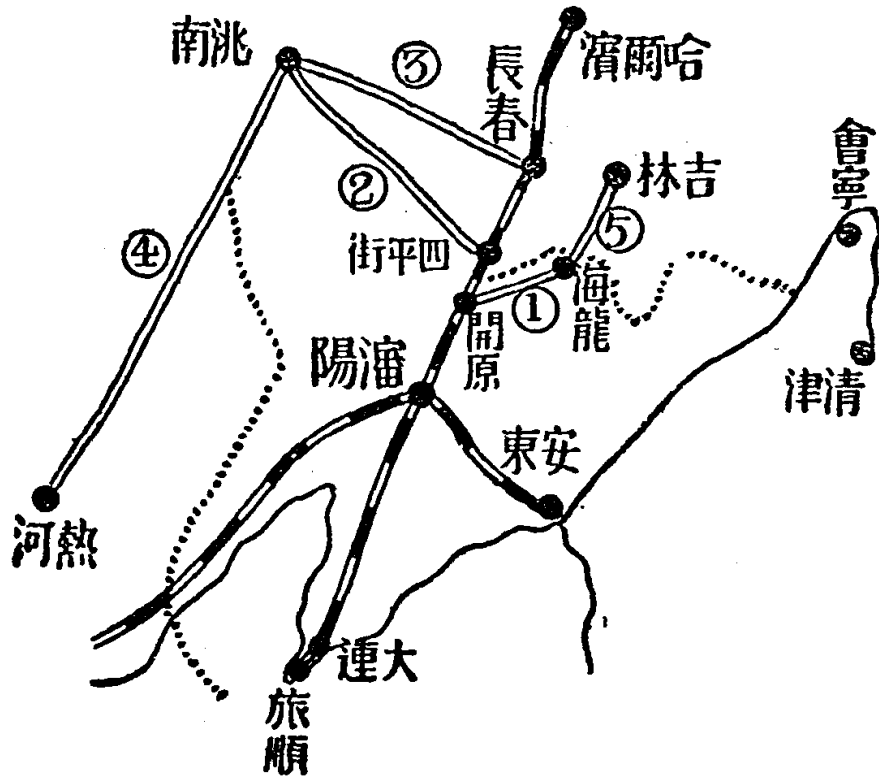 洮南
③
長春
哈爾濱
會寧
②
吉林
④
四平街
⑤
①
海龍
開原
瀋陽
清津
安東
熱河
大連
旅順